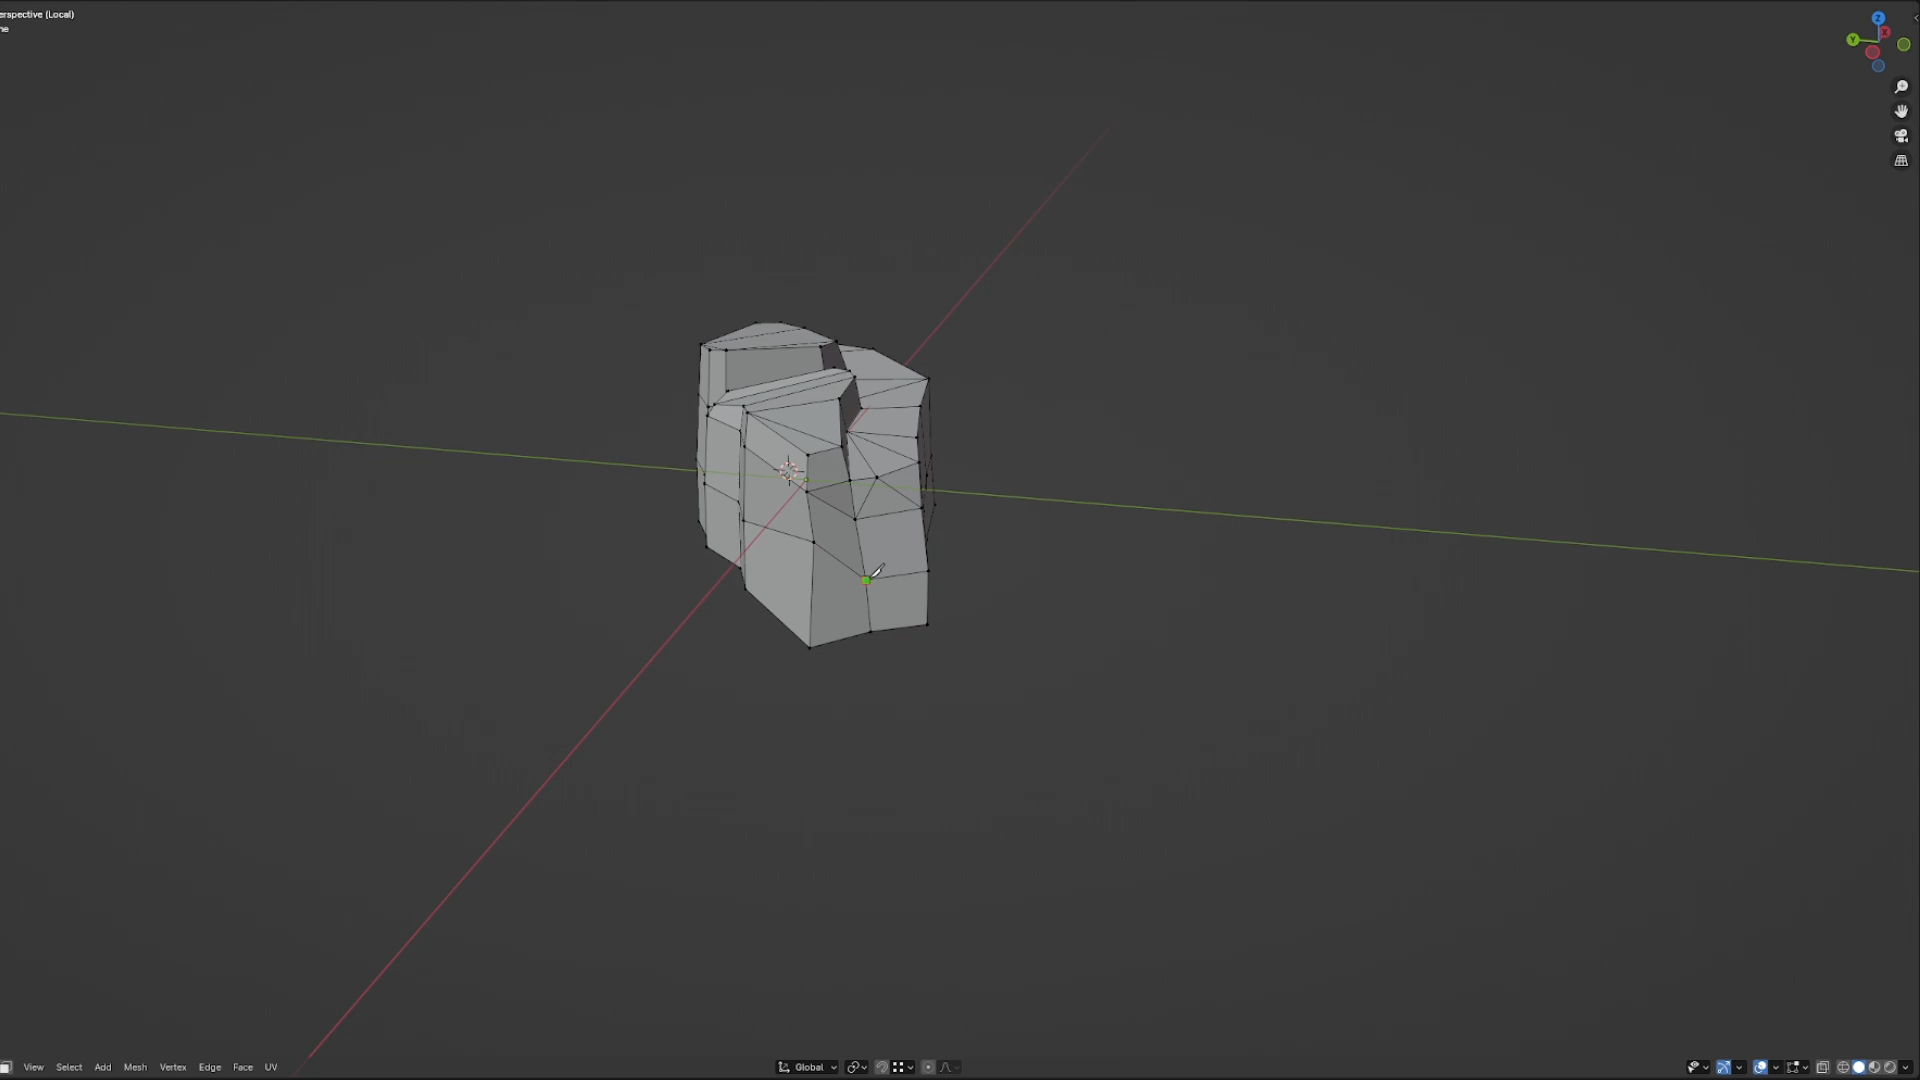 erspective (Local)
ne
Z
Y
X
View Select Add Mesh Vertex Edge Face UV
Global